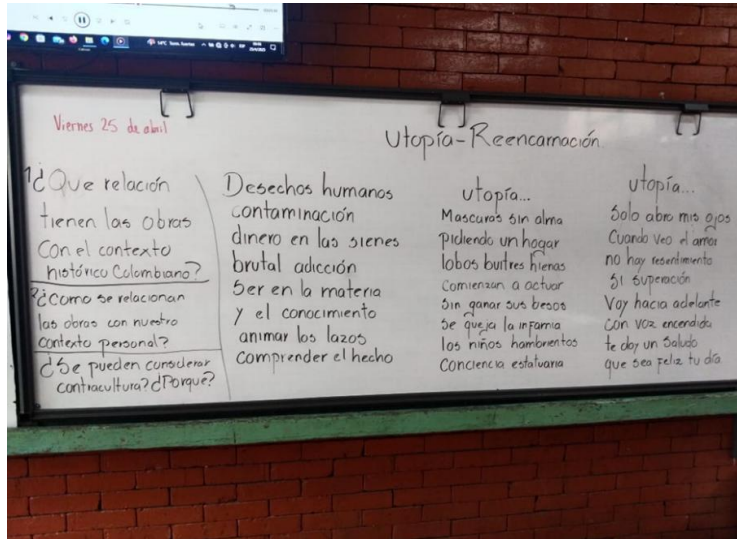 Viernes 25 de abril
Utopía-Reencarnación
1¿Que relación
tienen las obras
con el contexto
histórico Colombiano?
2¿como se relacionan
las obras con nuestro
contexto personal?
¿Se pueden considerar
contracultura? ¿Porque?
Desechos humanos
contaminación
dinero en las sienes
brutal adicción
Ser en la materia
y el conocimiento
animar los lazos
comprender el hecho
utopía...
Mascaras sin alma
pidiendo un hogar
lobos buitres hienas
comienzan a actuar
Sin ganar sus besos
Se queja la infamia
los niños hambrientos
Conciencia estatuaria
utopía...
Solo abro mis ojos
Cuando veo el amor
no hay resentimiento
Si superación
Voy hacia adelante
Con voz encendida
te doy un Saludo
que sea feliz tu día